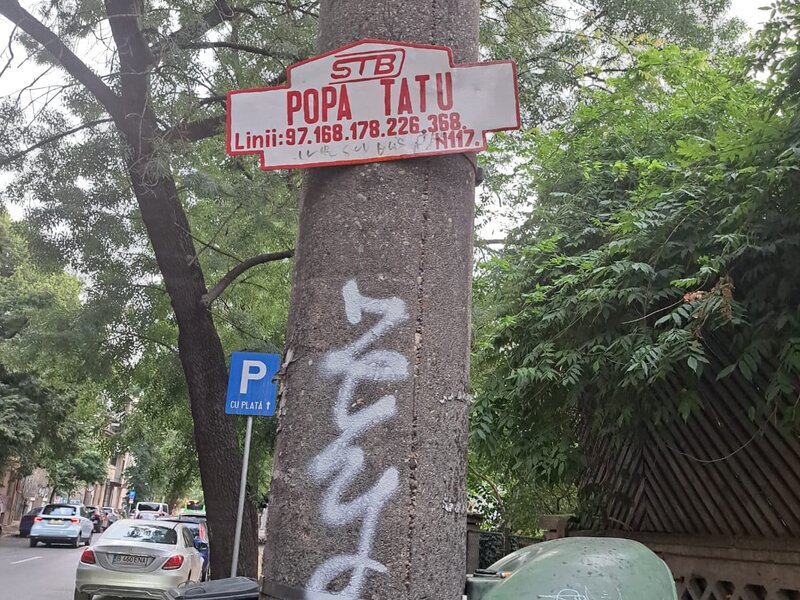 STB
POPA TATU
Linii:97.168.178.226.368.
N117.
P
CU PLATĂ ↑